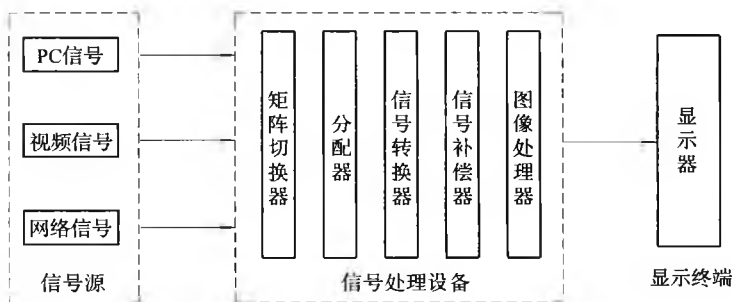 PC信号
视频信号
网络信号
信号源
矩阵切换器
分配器
信号转换器
信号补偿器
图像处理器
信号处理设备
显示器
显示终端